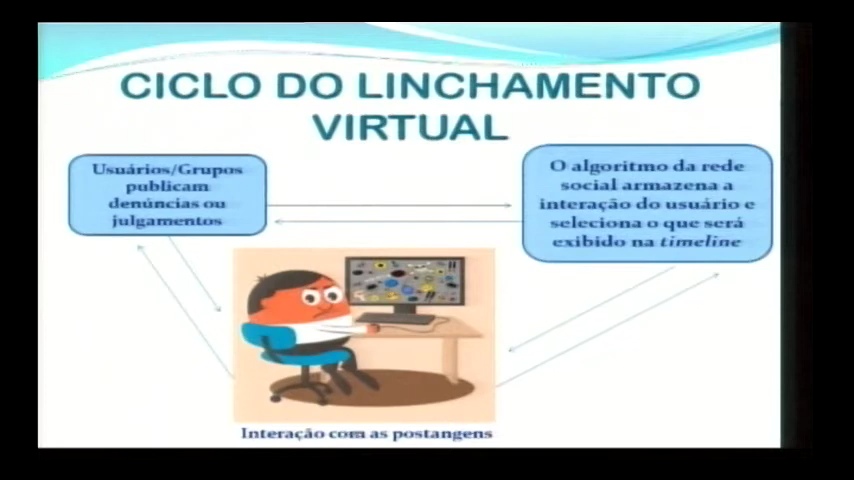 CICLO DO LINCHAMENTO
VIRTUAL
Usuários/Grupos
publicam
denúncias ou
julgamentos
O algoritmo da rede
social armazena a
interação do usuário e
seleciona o que será
exibido na timeline
Interação com as postangens